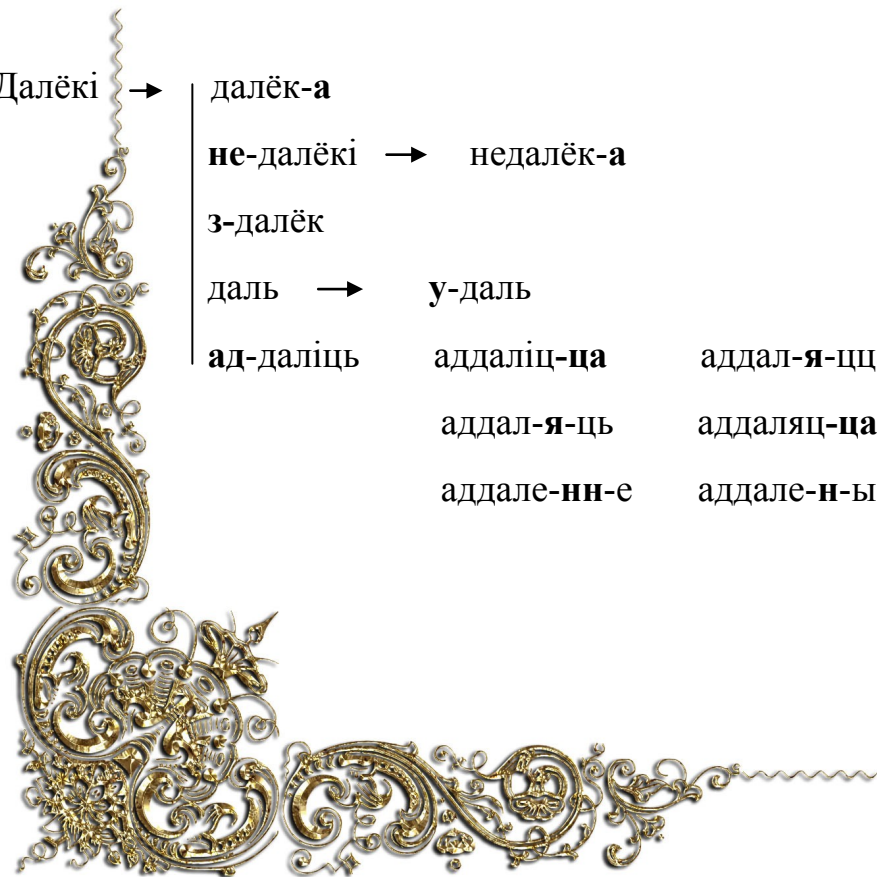 Далёкі → далёк-а
не-далёкі → недалёк-а
з-далёк
даль → у-даль
ад-даліць аддаліц-ца аддал-я-цц
аддал-я-ць аддаляц-ца
аддале-нн-е аддале-н-ы